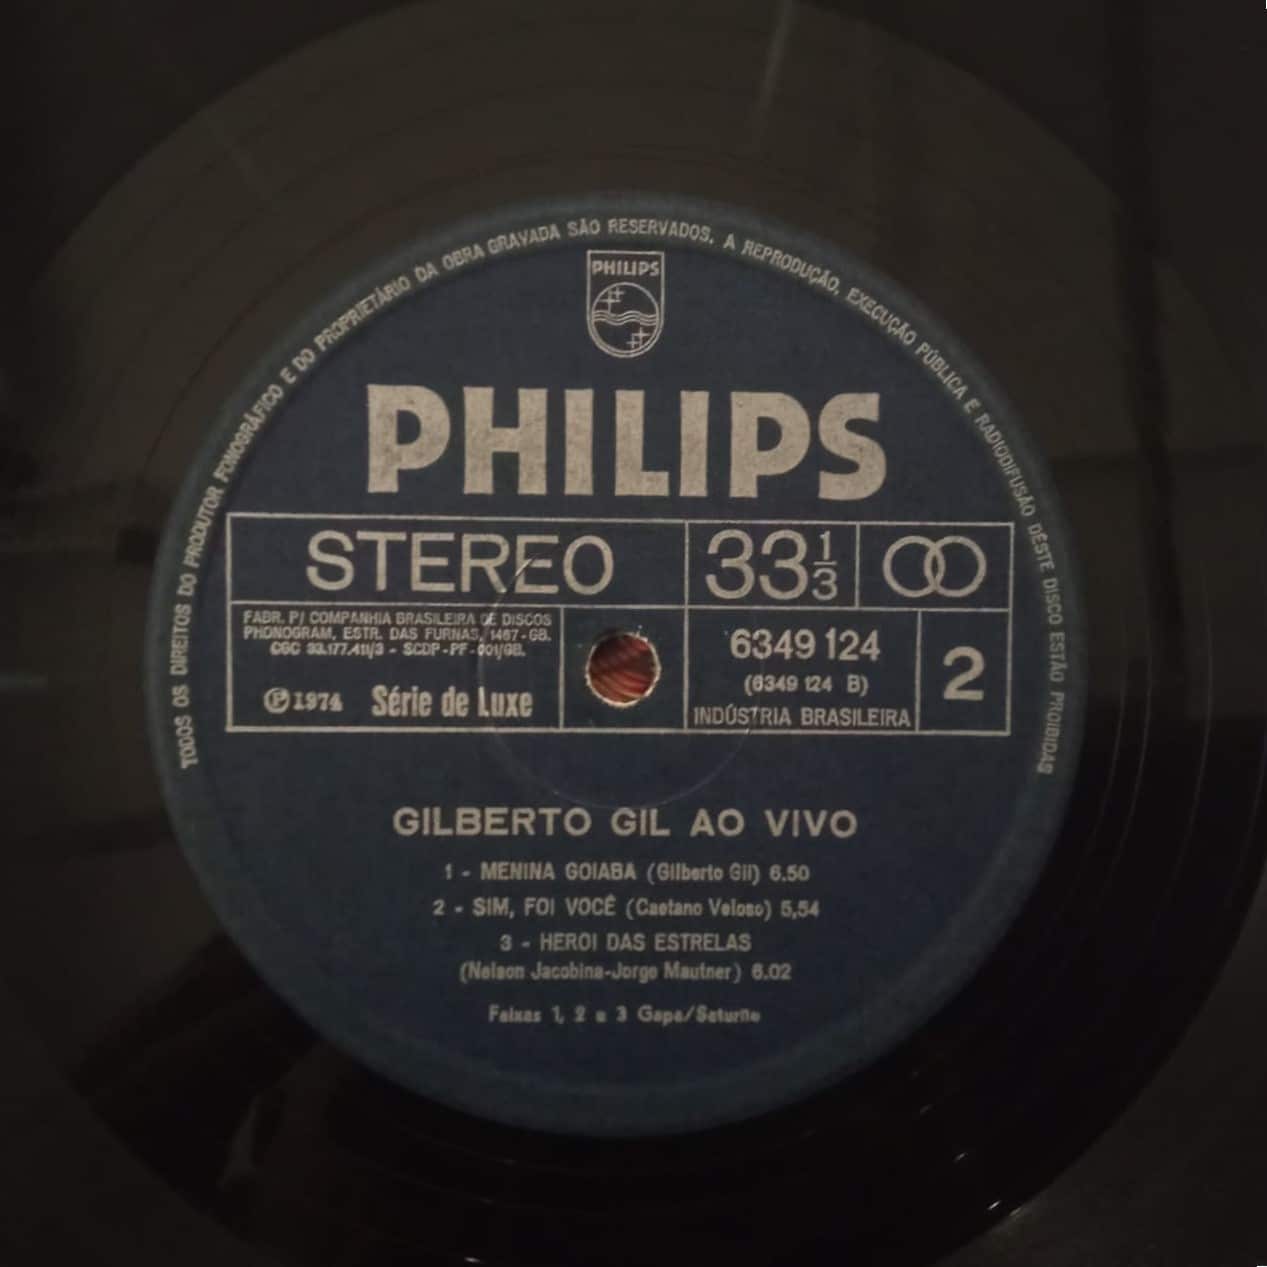 TODOS OS DIREITOS DO PRODUTOR FONOGRÁFICO E DO PROPRIETÁRIO DA OBRA GRAVADA SÃO RESERVADOS. A REPRODUÇÃO, EXECUÇÃO PÚBLICA E RADIODIFUSÃO DÊSTE DISCO ESTÃO PROIBIDAS
PHILIPS
PHILIPS
STEREO 33 1/3
FABR. P/ COMPANHIA BRASILEIRA DE DISCOS
PHONOGRAM, ESTR. DAS FURNAS, 1467-GB.
CGC 33.177.411/3 - SCDP-PF-001/GB.
Ⓟ 1974 Série de Luxe
6349 124
(6349 124 B)
INDÚSTRIA BRASILEIRA
2
GILBERTO GIL AO VIVO
1 - MENINA GOIABA (Gilberto Gil) 6.50
2 - SIM, FOI VOCÊ (Caetano Veloso) 5,54
3 - HEROI DAS ESTRELAS
(Nelson Jacobina-Jorge Mautner) 6.02
Faixas 1, 2 e 3 Gapa/Saturno